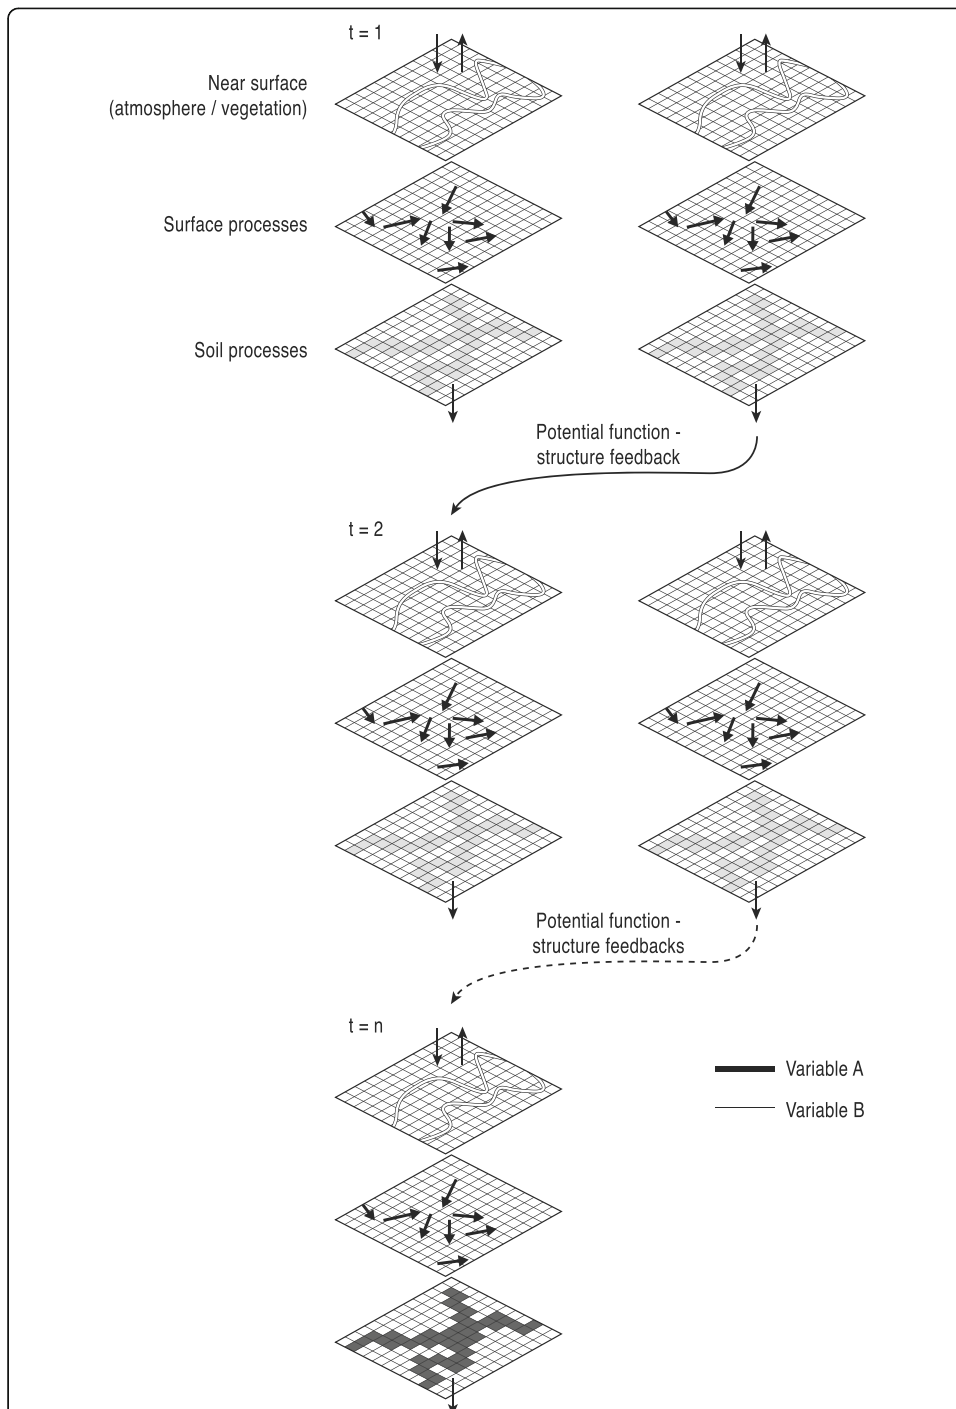 t = 1
Near surface
(atmosphere / vegetation)
Surface processes
Soil processes
Potential function -
structure feedback
t = 2
Potential function -
structure feedbacks
t = n
Variable A
Variable B